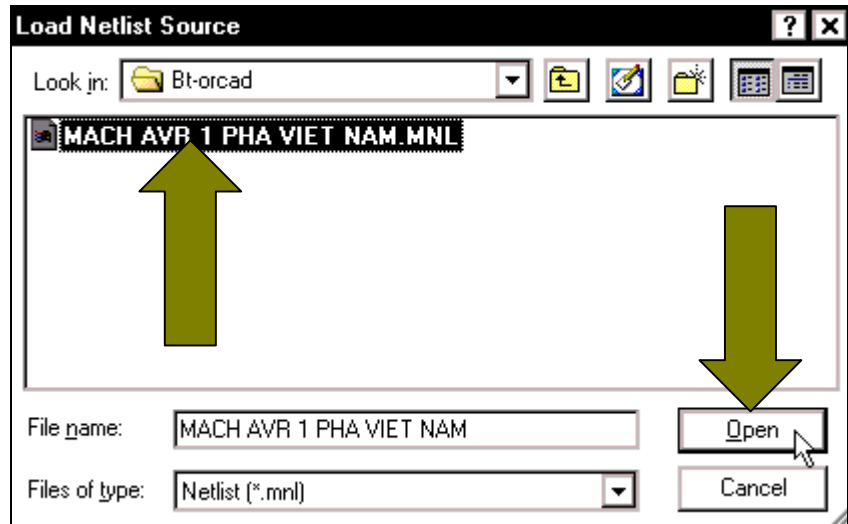 Load Netlist Source
Look in: Bt-orcad
MACH AVR 1 PHA VIET NAM.MNL
File name: MACH AVR 1 PHA VIET NAM Open
Files of type: Netlist (*.mnl) Cancel